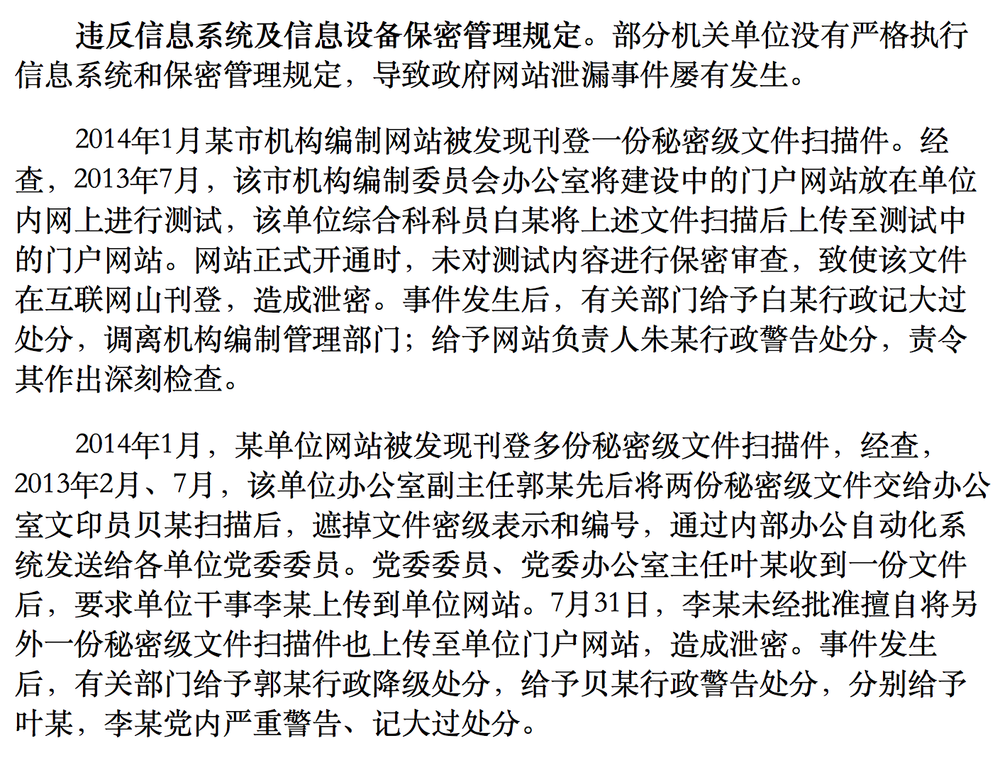 违反信息系统及信息设备保密管理规定。部分机关单位没有严格执行
信息系统和保密管理规定，导致政府网站泄漏事件屡有发生。
2014年1月某市机构编制网站被发现刊登一份秘密级文件扫描件。经
查，2013年7月，该市机构编制委员会办公室将建设中的门户网站放在单位
内网上进行测试，该单位综合科科员白某将上述文件扫描后上传至测试中
的门户网站。网站正式开通时，未对测试内容进行保密审查，致使该文件
在互联网山刊登，造成泄密。事件发生后，有关部门给予白某行政记大过
处分，调离机构编制管理部门；给予网站负责人朱某行政警告处分，责令
其作出深刻检查。
2014年1月，某单位网站被发现刊登多份秘密级文件扫描件，经查，
2013年2月、7月，该单位办公室副主任郭某先后将两份秘密级文件交给办公
室文印员贝某扫描后，遮掉文件密级表示和编号，通过内部办公自动化系
统发送给各单位党委委员。党委委员、党委办公室主任叶某收到一份文件
后，要求单位干事李某上传到单位网站。7月31日，李某未经批准擅自将另
外一份秘密级文件扫描件也上传至单位门户网站，造成泄密。事件发生
后，有关部门给予郭某行政降级处分，给予贝某行政警告处分，分别给予
叶某，李某党内严重警告、记大过处分。